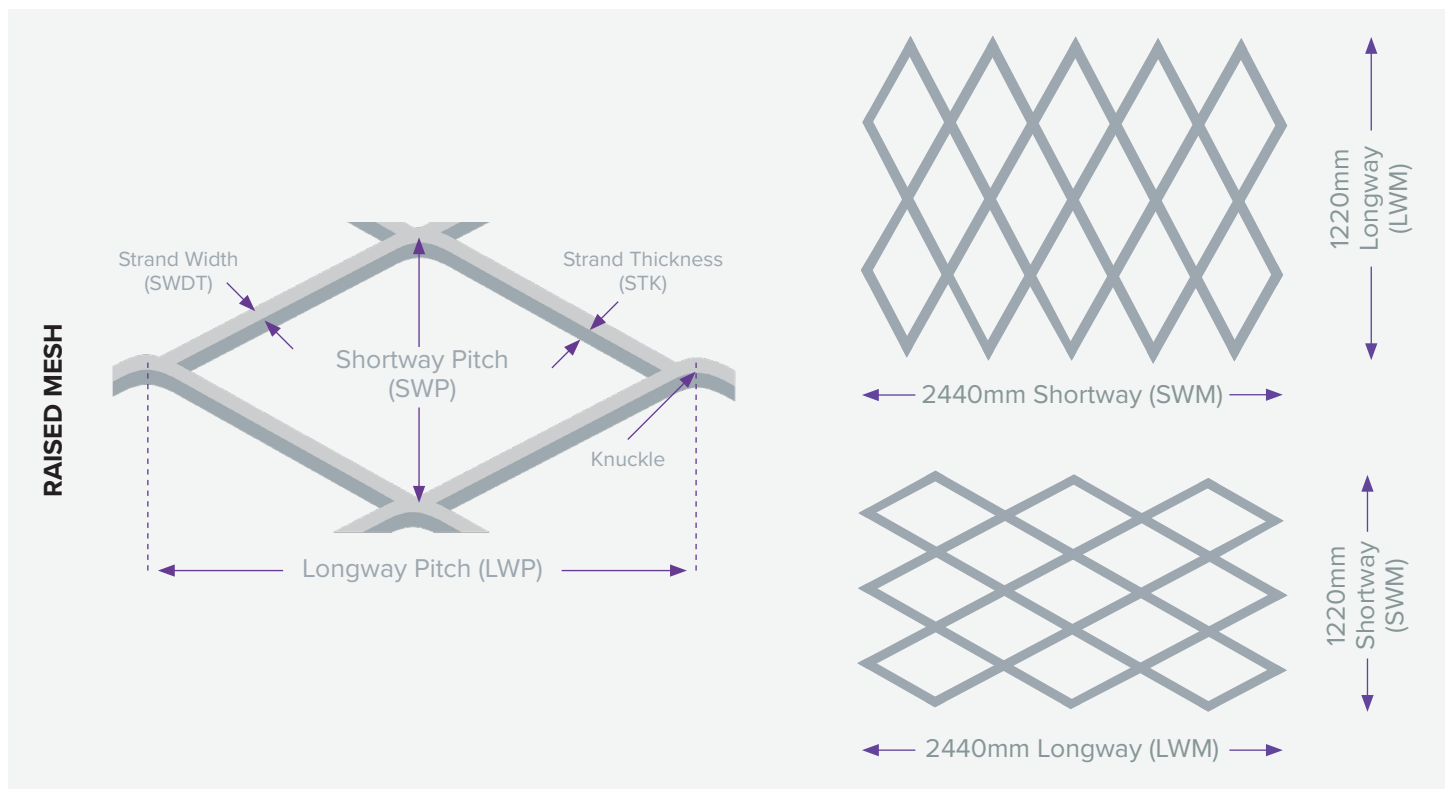 RAISED MESH
Strand Width
(SWDT)
Strand Thickness
(STK)
Shortway Pitch
(SWP)
Knuckle
Longway Pitch (LWP)
1220mm
Longway
(LWM)
2440mm Shortway (SWM)
1220mm
Shortway
(SWM)
2440mm Longway (LWM)